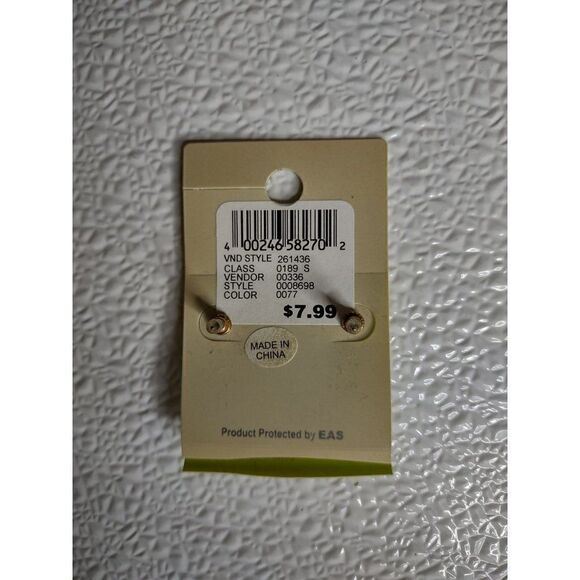 4 00246 58270 2
VND STYLE 261436
CLASS 0189 S
VENDOR 00336
STYLE 0008698
COLOR 0077
$7.99
MADE IN
CHINA
Product Protected by EAS